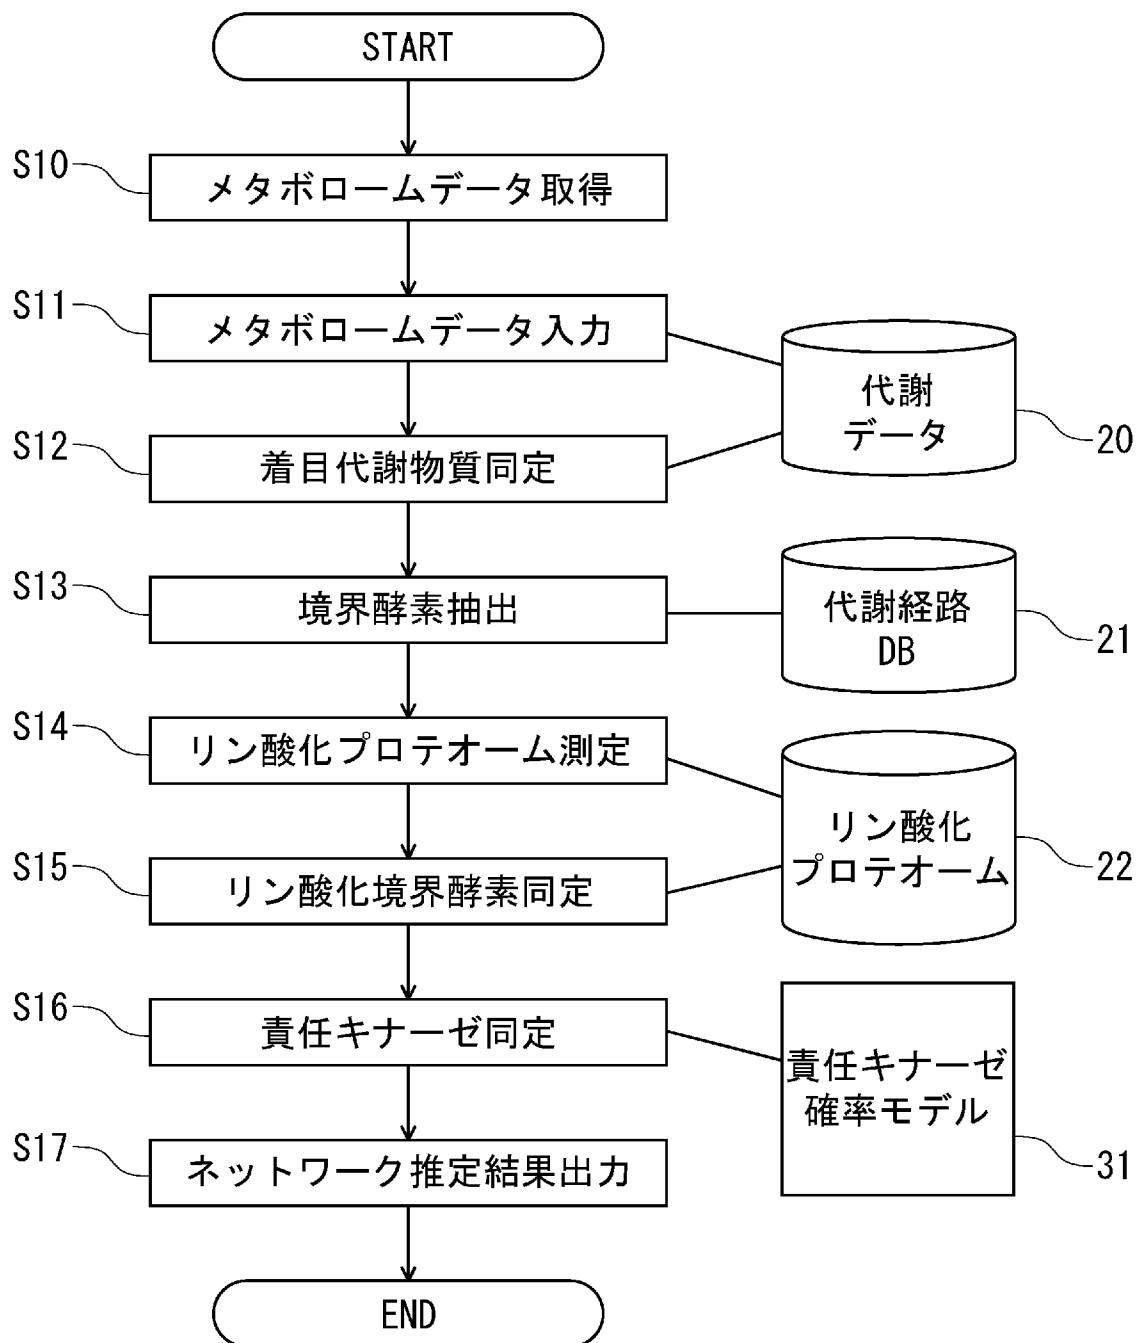 START
S10
メタボロームデータ取得
S11
メタボロームデータ入力
代謝
データ
20
S12
着目代謝物質同定
S13
境界酵素抽出
代謝経路
DB
21
S14
リン酸化プロテオーム測定
リン酸化
プロテオーム
22
S15
リン酸化境界酵素同定
S16
責任キナーゼ同定
責任キナーゼ
確率モデル
31
S17
ネットワーク推定結果出力
END